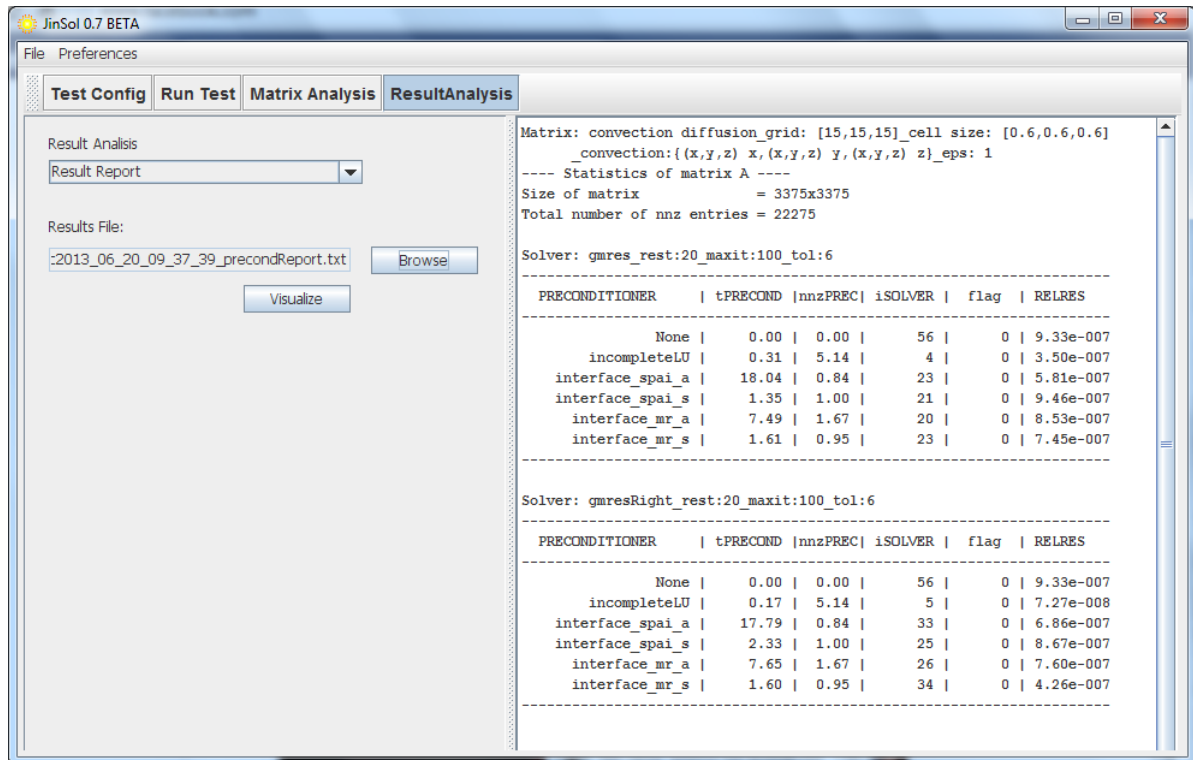 JinSol 0.7 BETA
File Preferences
Test Config Run Test Matrix Analysis ResultAnalysis
Result Analisis
Result Report
Results File:
:2013_06_20_09_37_39_precondReport.txt Browse
Visualize
Matrix: convection diffusion_grid: [15,15,15]_cell size: [0.6,0.6,0.6]
_convection:{(x,y,z) x,(x,y,z) y,(x,y,z) z}_eps: 1
---- Statistics of matrix A ----
Size of matrix = 3375x3375
Total number of nnz entries = 22275
Solver: gmres_rest:20_maxit:100_tol:6
PRECONDITIONER | tPRECOND |nnzPREC| iSOLVER | flag | RELRES
None | 0.00 | 0.00 | 56 | 0 | 9.33e-007
incompleteLU | 0.31 | 5.14 | 4 | 0 | 3.50e-007
interface_spai_a | 18.04 | 0.84 | 23 | 0 | 5.81e-007
interface_spai_s | 1.35 | 1.00 | 21 | 0 | 9.46e-007
interface_mr_a | 7.49 | 1.67 | 20 | 0 | 8.53e-007
interface_mr_s | 1.61 | 0.95 | 23 | 0 | 7.45e-007
Solver: gmresRight_rest:20_maxit:100_tol:6
PRECONDITIONER | tPRECOND |nnzPREC| iSOLVER | flag | RELRES
None | 0.00 | 0.00 | 56 | 0 | 9.33e-007
incompleteLU | 0.17 | 5.14 | 5 | 0 | 7.27e-008
interface_spai_a | 17.79 | 0.84 | 33 | 0 | 6.86e-007
interface_spai_s | 2.33 | 1.00 | 25 | 0 | 8.67e-007
interface_mr_a | 7.65 | 1.67 | 26 | 0 | 7.60e-007
interface_mr_s | 1.60 | 0.95 | 34 | 0 | 4.26e-007